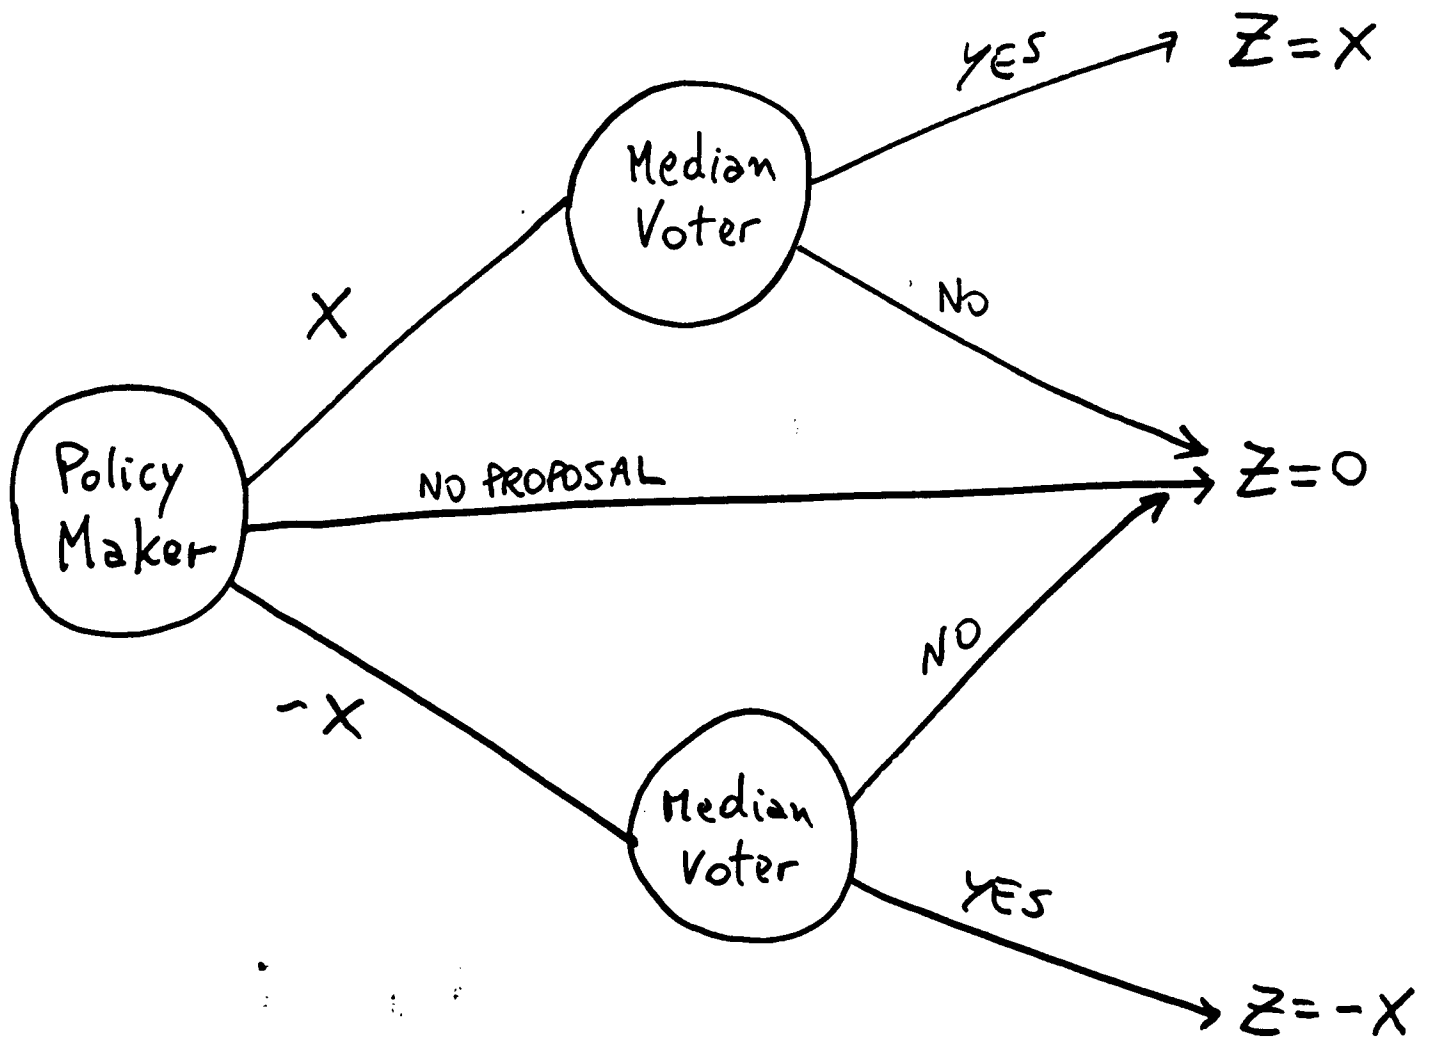 YES
Z = X
Median
Voter
X
NO
Policy
Maker
NO PROPOSAL
Z = 0
NO
- X
Median
Voter
YES
Z = - X